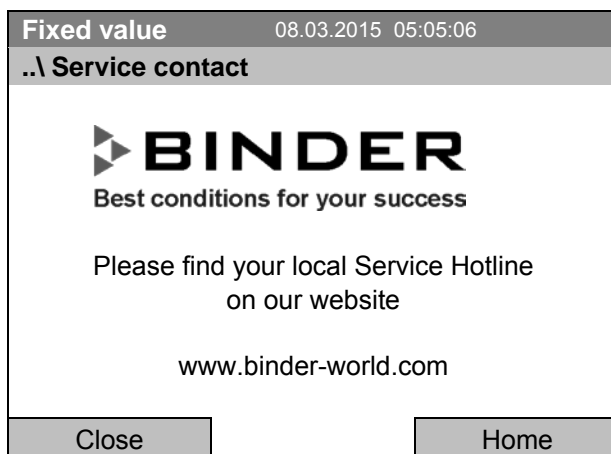 Fixed value 08.03.2015 05:05:06
..\ Service contact
BINDER
Best conditions for your success
Please find your local Service Hotline
on our website
www.binder-world.com
Close Home